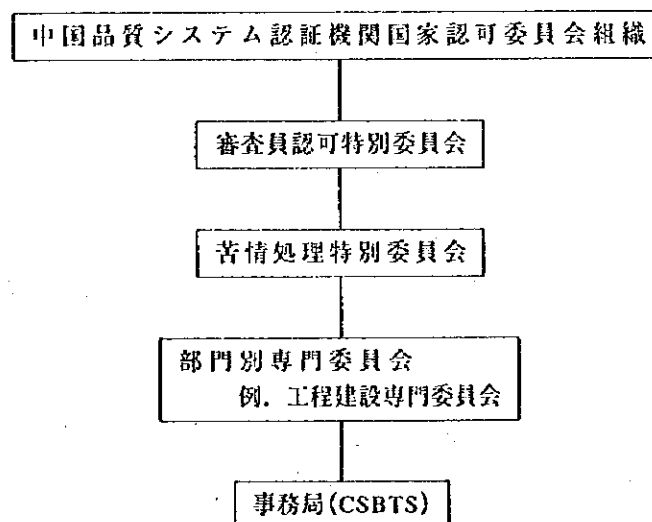 中国品質システム認証機関国家認可委員会組織
審査員認可特別委員会
苦情処理特別委員会
部門別専門委員会
例．工程建設専門委員会
事務局(CSBTS)